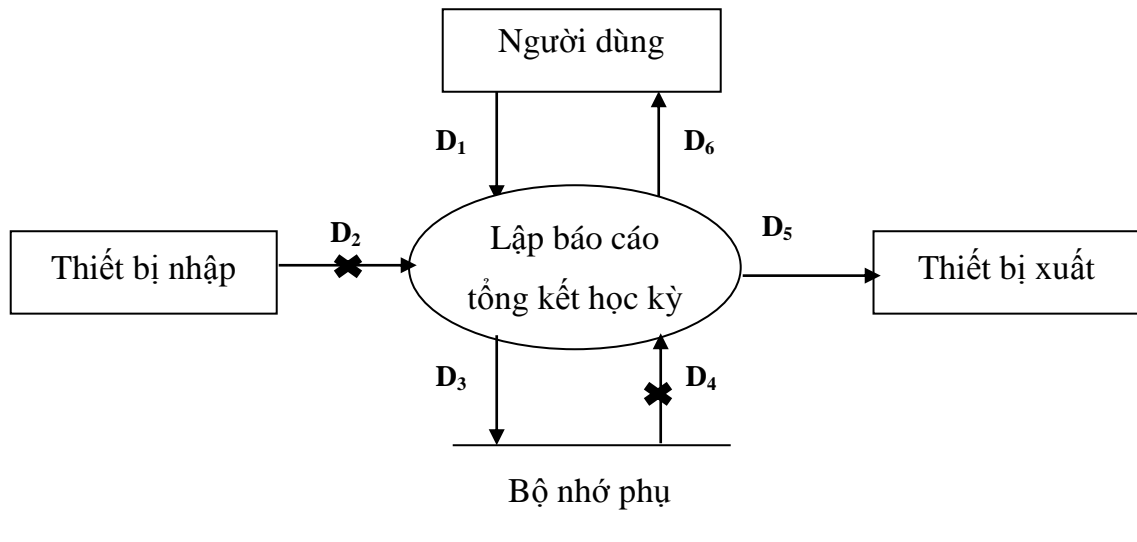 Người dùng
D₁
D₆
D₂
Lập báo cáo
D₅
Thiết bị nhập
tổng kết học kỳ
Thiết bị xuất
D₃
D₄
Bộ nhớ phụ